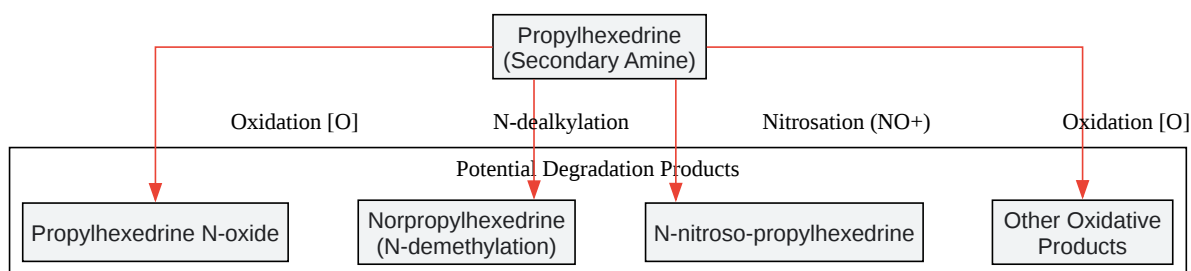 Propylhexedrine
(Secondary Amine)
Oxidation [O]
N-dealkylation
Nitrosation (NO+)
Oxidation [O]
Potential Degradation Products
Propylhexedrine N-oxide
Norpropylhexedrine
(N-demethylation)
N-nitroso-propylhexedrine
Other Oxidative
Products